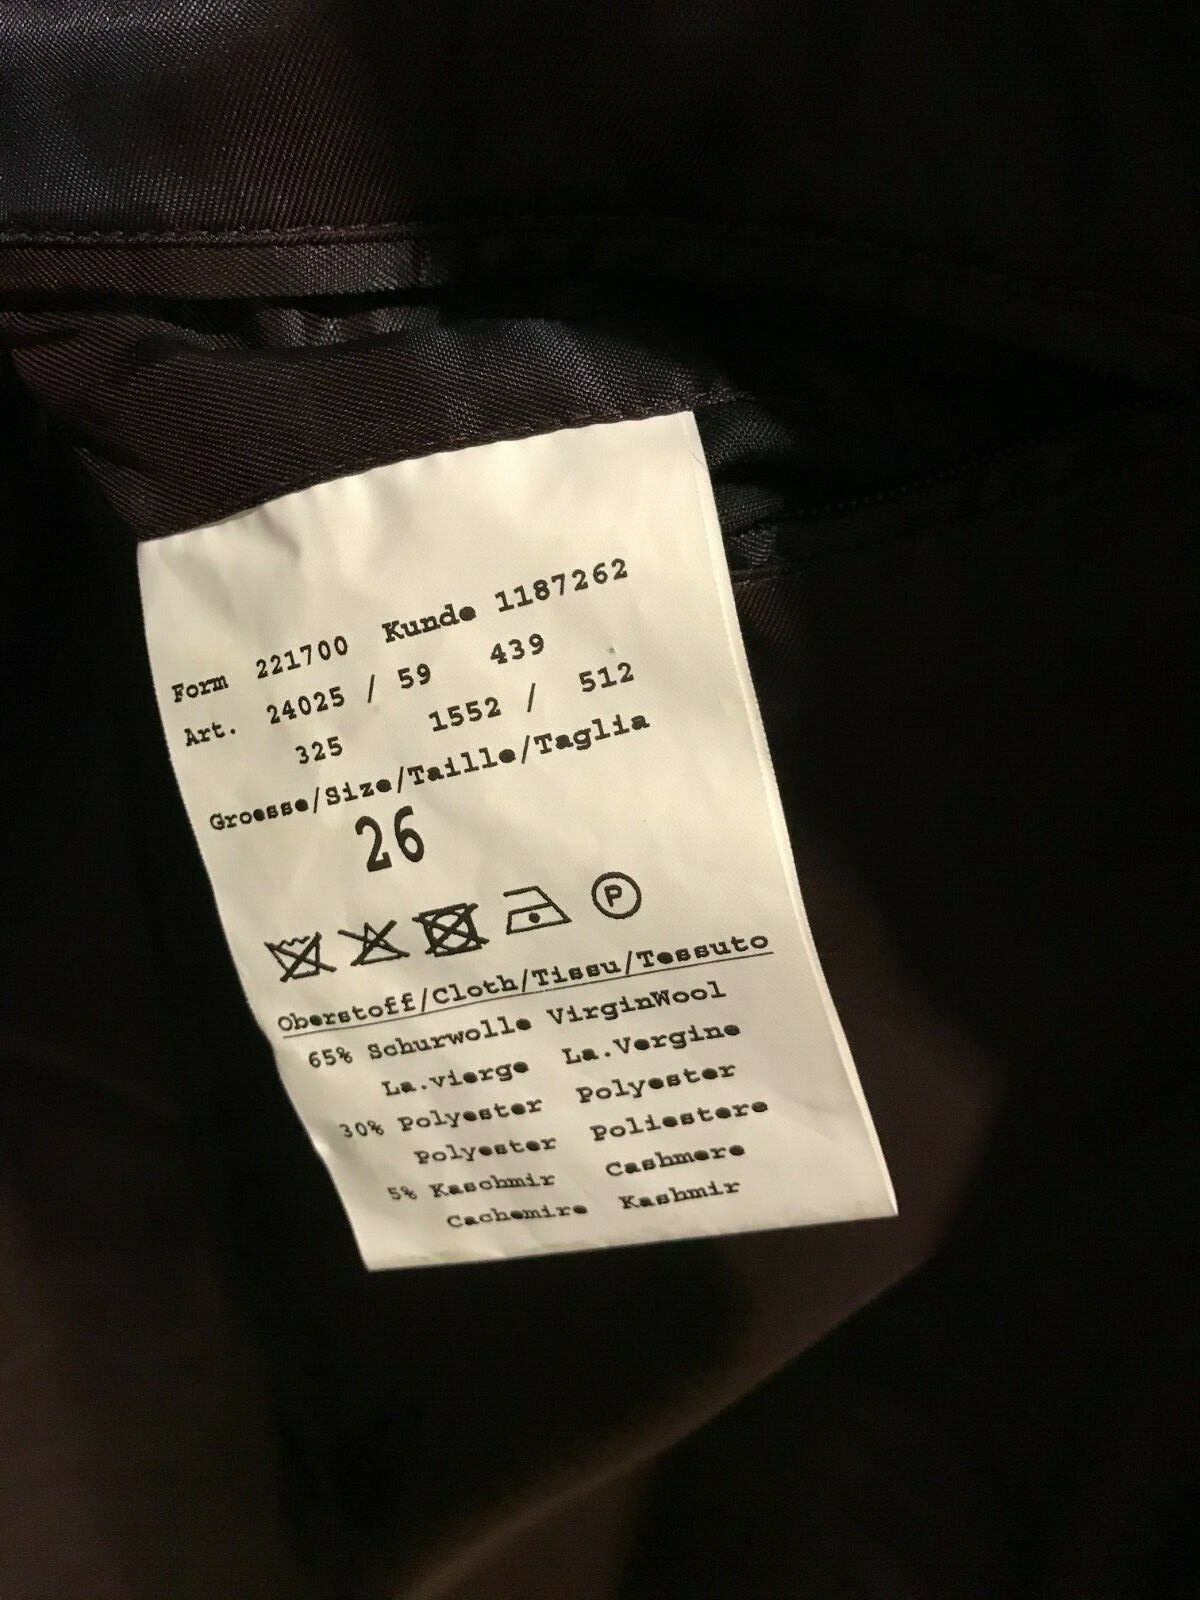 Form 221700 Kunde 1187262
Art. 24025 / 59 439
325 1552 / 512
Groesse/Size/Taille/Taglia
26
P
Oberstoff/Cloth/Tissu/Tessuto
65% Schurwolle VirginWool
La.vierge La.Vergine
30% Polyester Polyester
Polyester Poliestere
5% Kaschmir Cashmere
Cachemire Kashmir